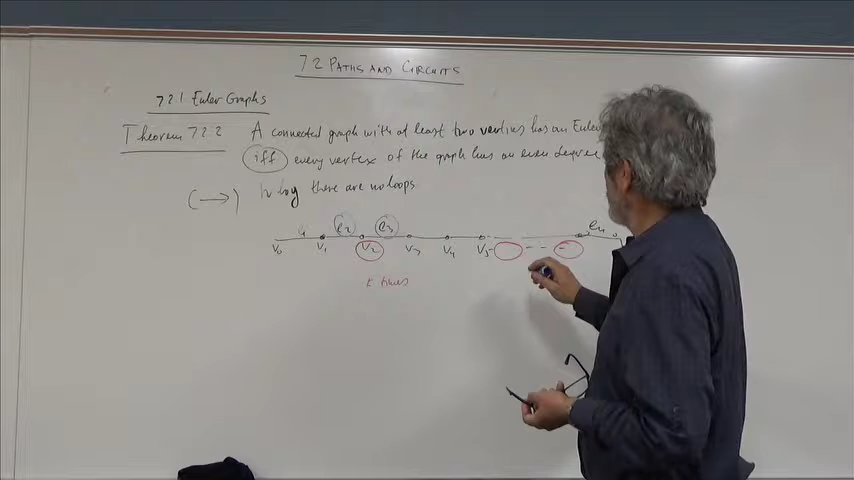 7.2 PATHS AND CIRCUITS
7.2.1 Euler Graphs
Theorem 7.2.2 A connected graph with at least two vertices has an Euler
iff every vertex of the graph has an even degree
(→) Wlog there are no loops
e1 e2 e3 en
V0 V1 V2 V3 V4 V5
k times